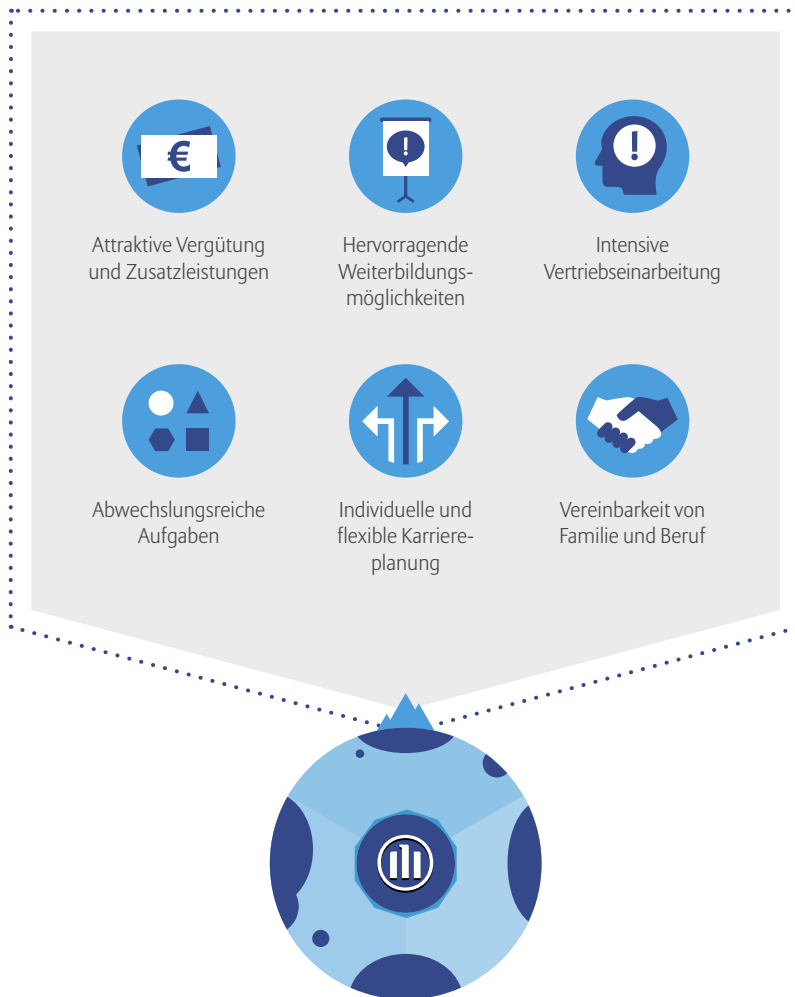 €
!
!
Attraktive Vergütung
und Zusatzleistungen
Hervorragende
Weiterbildungs-
möglichkeiten
Intensive
Vertriebseinarbeitung
Abwechslungsreiche
Aufgaben
Individuelle und
flexible Karriere-
planung
Vereinbarkeit von
Familie und Beruf